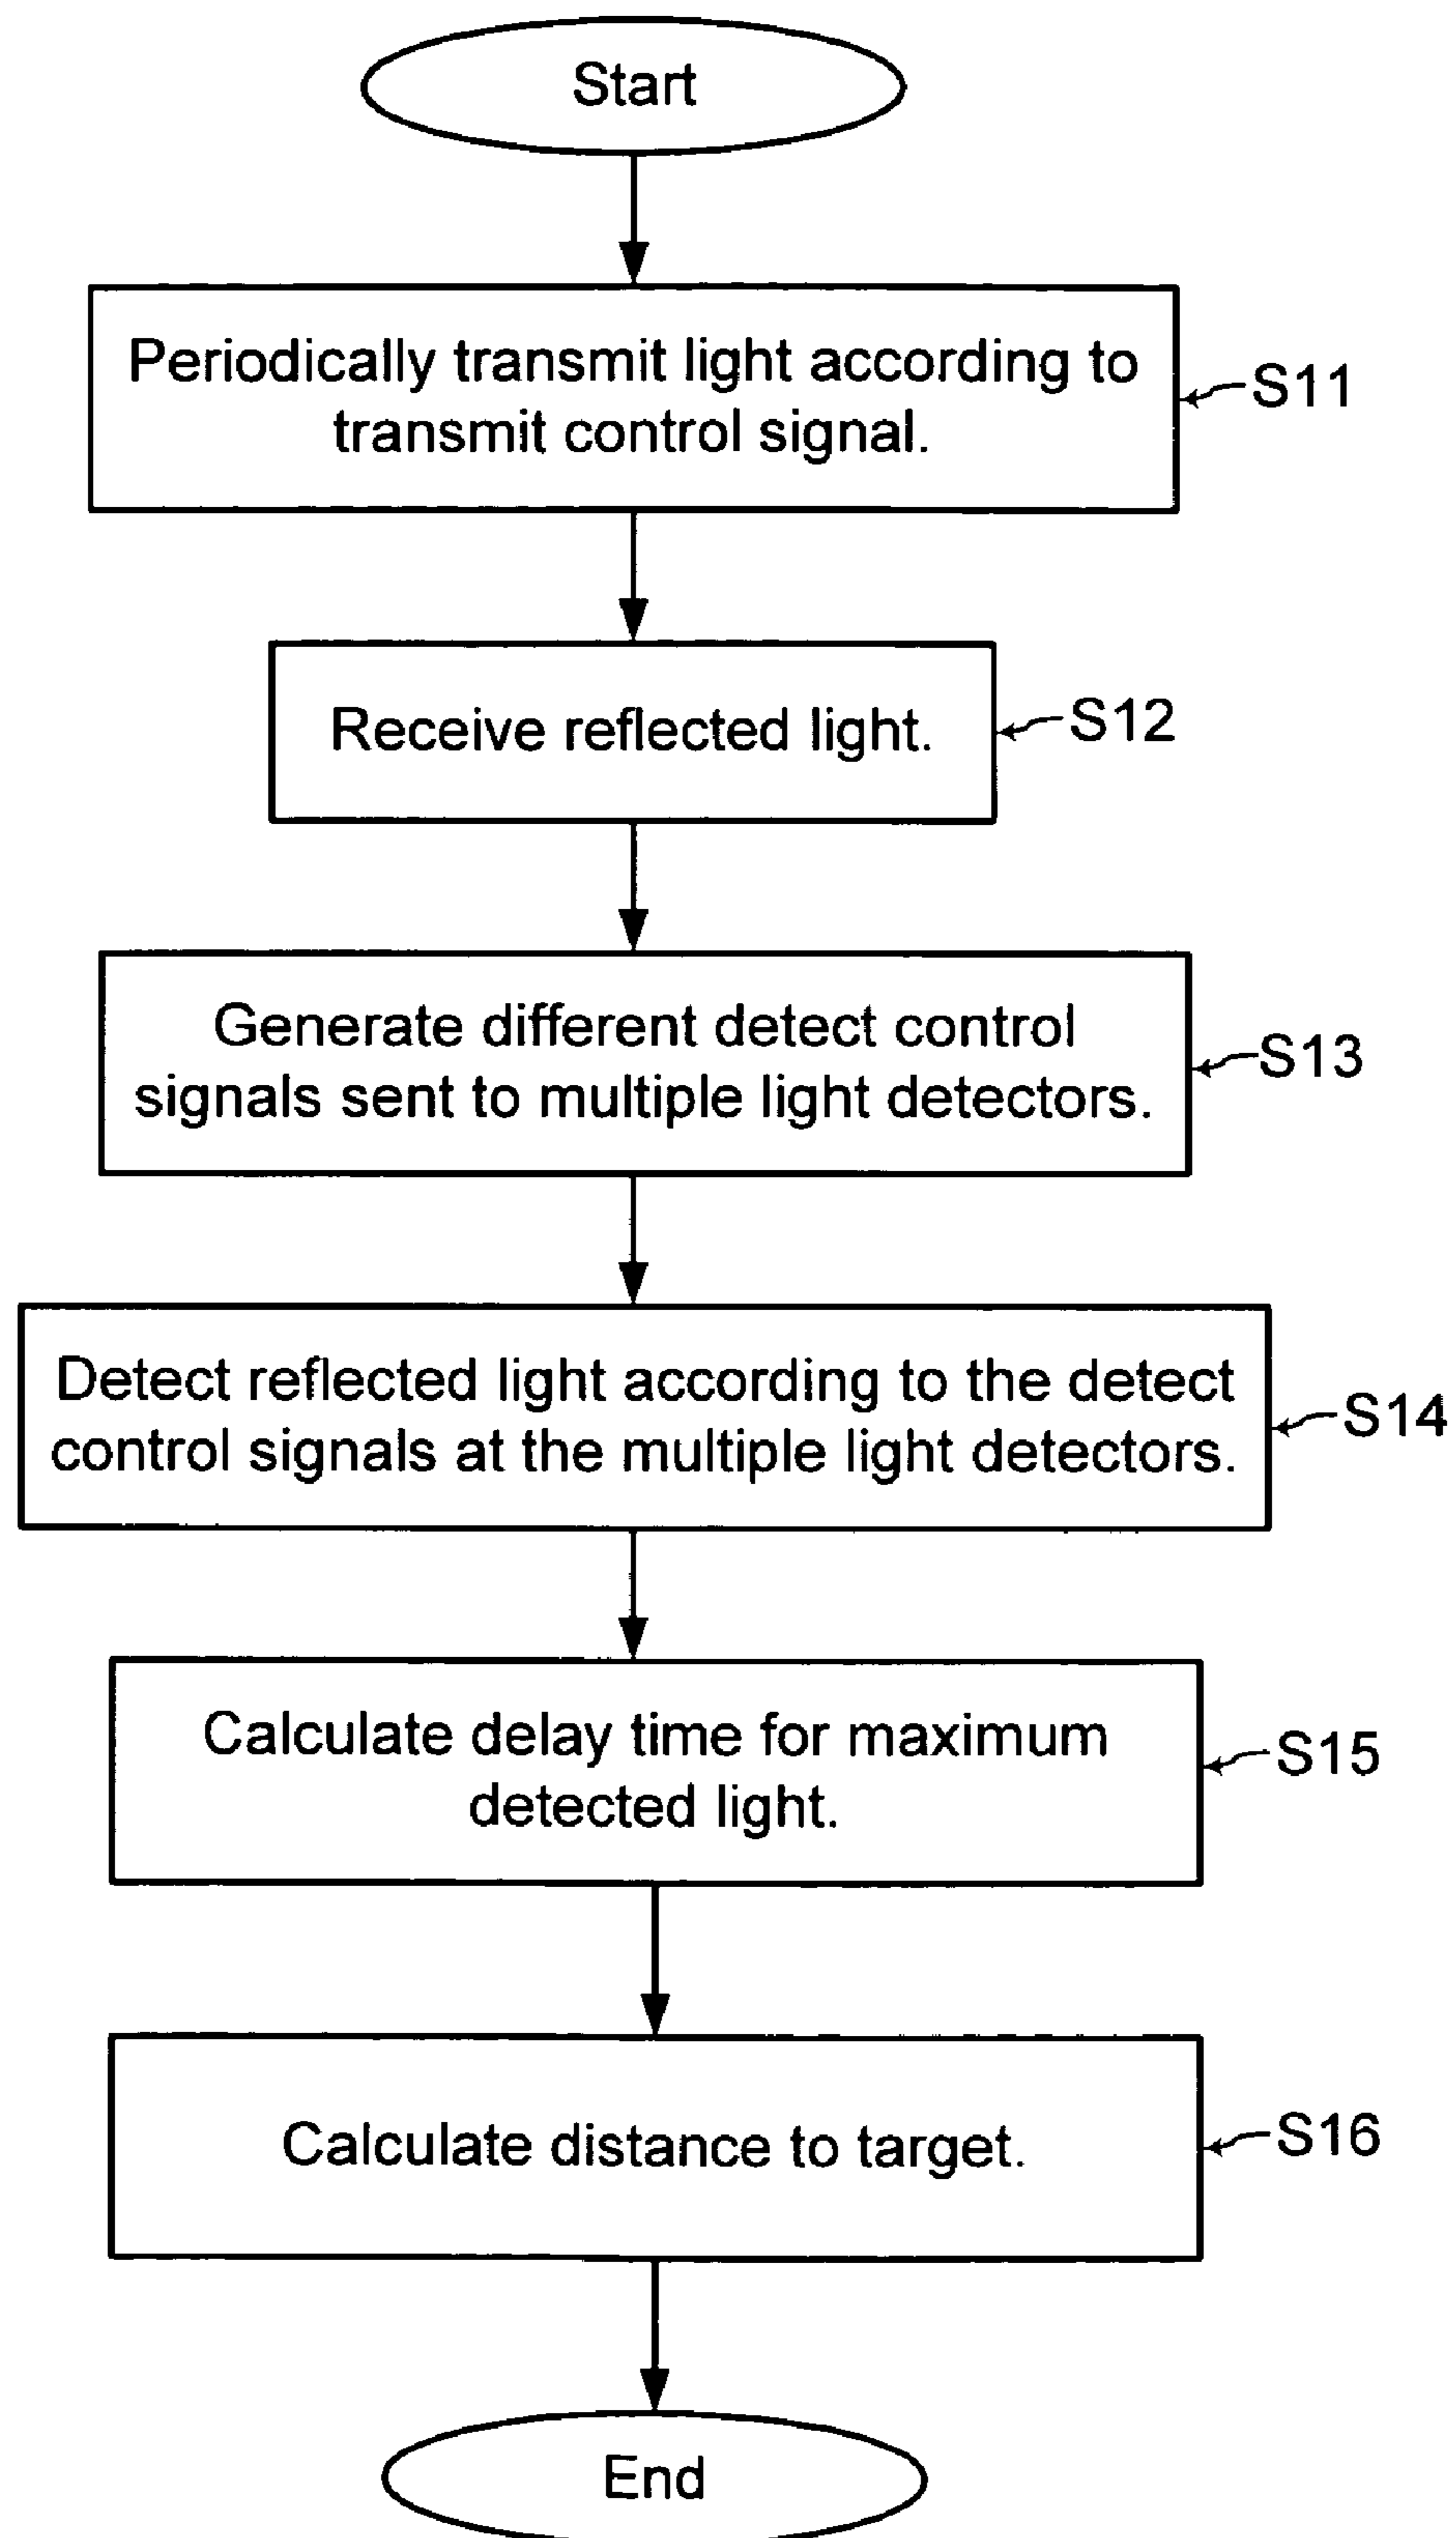 Start
Periodically transmit light according to
transmit control signal.
S11
Receive reflected light.
S12
Generate different detect control
signals sent to multiple light detectors.
S13
Detect reflected light according to the detect
control signals at the multiple light detectors.
S14
Calculate delay time for maximum
detected light.
S15
Calculate distance to target.
S16
End